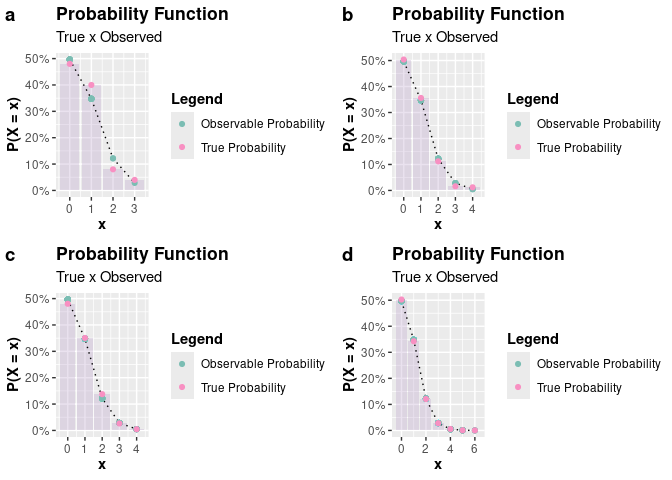 a
Probability Function
True x Observed
50%
40%
30%
20%
10%
0%
P(X = x)
0 1 2 3
x
Legend
Observable Probability
True Probability
b
Probability Function
True x Observed
50%
40%
30%
20%
10%
0%
P(X = x)
0 1 2 3 4
x
Legend
Observable Probability
True Probability
c
Probability Function
True x Observed
50%
40%
30%
20%
10%
0%
P(X = x)
0 1 2 3 4
x
Legend
Observable Probability
True Probability
d
Probability Function
True x Observed
50%
40%
30%
20%
10%
0%
P(X = x)
0 2 4 6
x
Legend
Observable Probability
True Probability